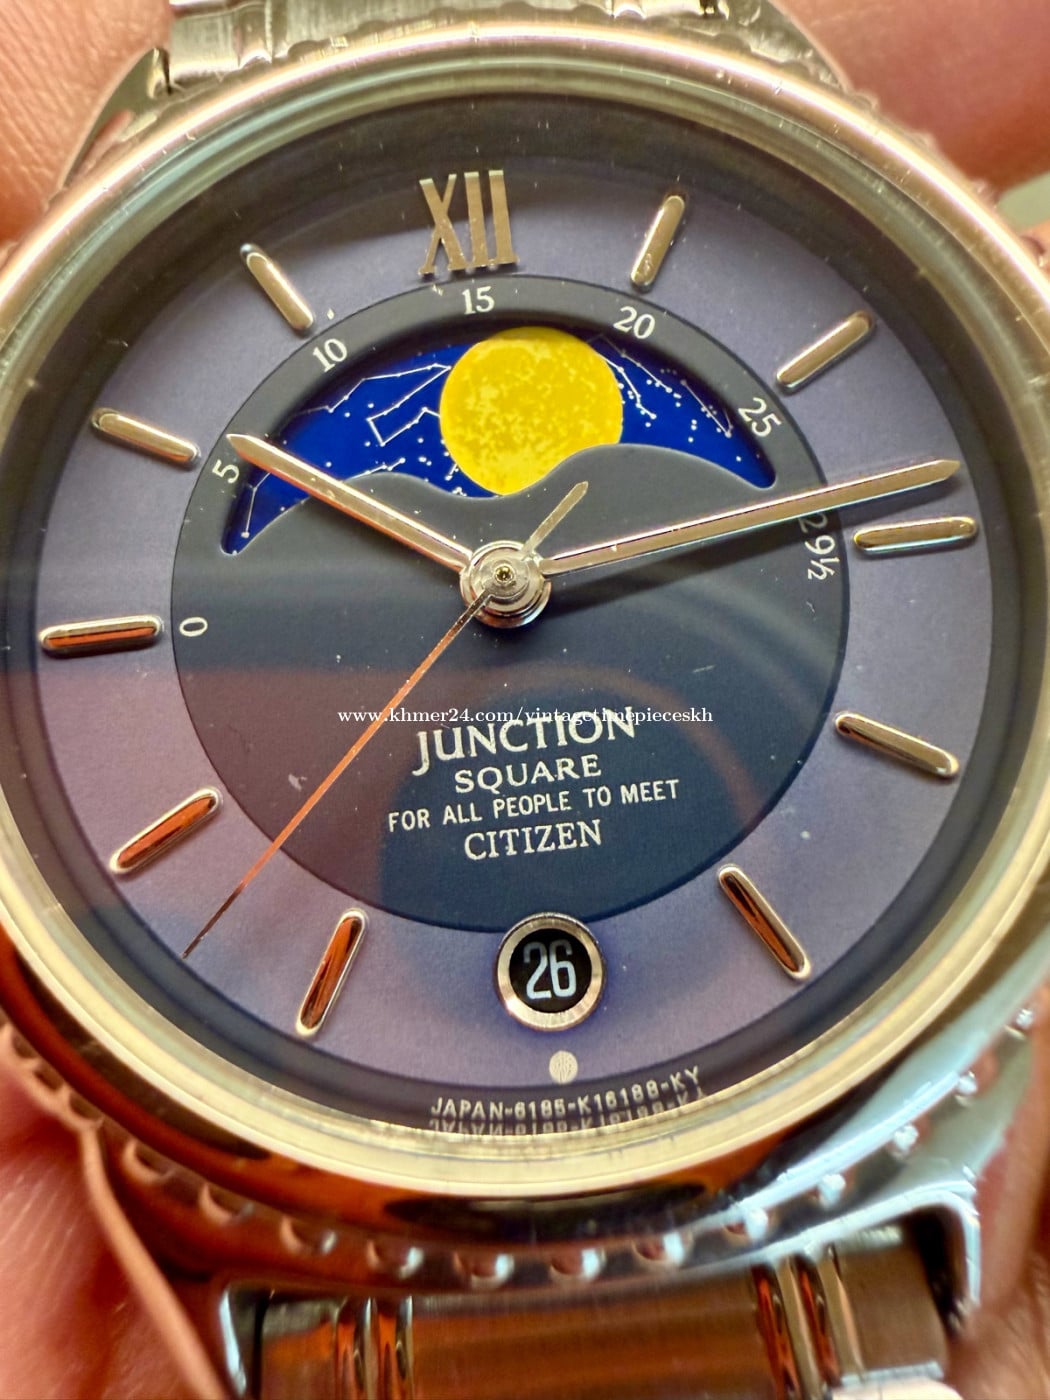 XII
15
10
20
5
25
29½
0
www.khmer24.com/vintagetimepieceskh
JUNCTION
SQUARE
FOR ALL PEOPLE TO MEET
CITIZEN
26
JAPAN-6185-K16188-KY